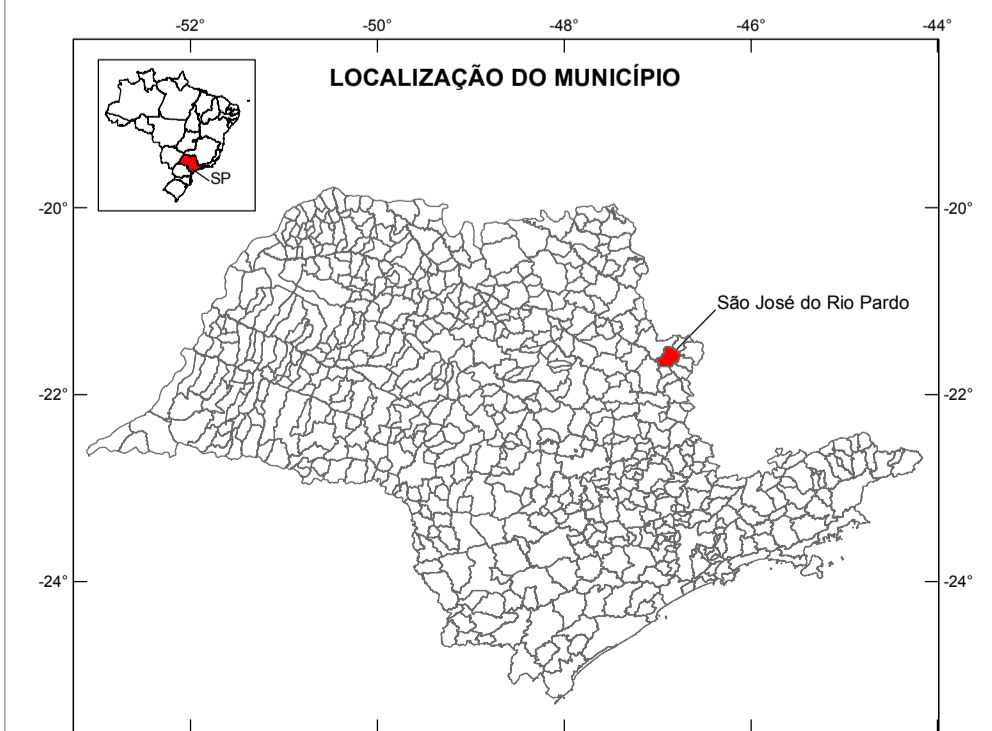 -52° -50° -48° -46° -44°
LOCALIZAÇÃO DO MUNICÍPIO
SP
-20° -20°
São José do Rio Pardo
-22° -22°
-24° -24°